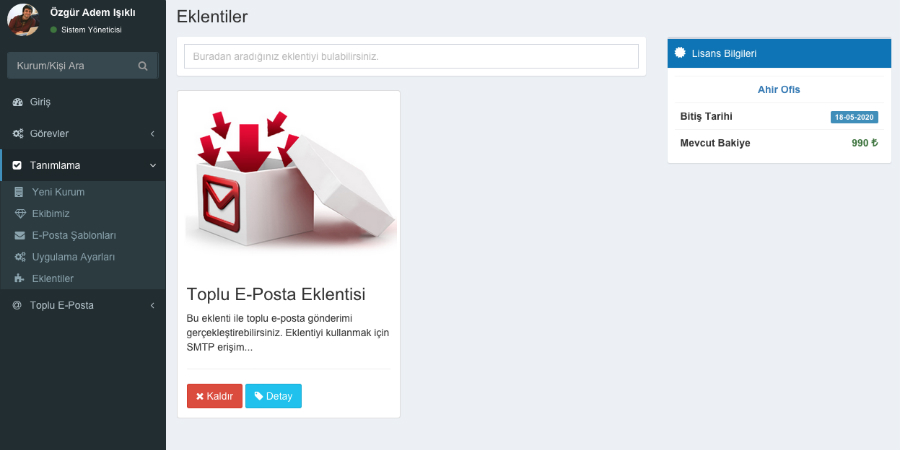 Özgür Adem Işıklı
Sistem Yöneticisi
Kurum/Kişi Ara
Giriş
Görevler
Tanımlama
Yeni Kurum
Ekibimiz
E-Posta Şablonları
Uygulama Ayarları
Eklentiler
Toplu E-Posta
Eklentiler
Buradan aradığınız eklentiyi bulabilirsiniz.
Toplu E-Posta Eklentisi
Bu eklenti ile toplu e-posta gönderimi
gerçekleştirebilirsiniz. Eklentiyi kullanmak için
SMTP erişim...
Kaldır Detay
Lisans Bilgileri
Ahir Ofis
Bitiş Tarihi 18-05-2020
Mevcut Bakiye 990 ₺